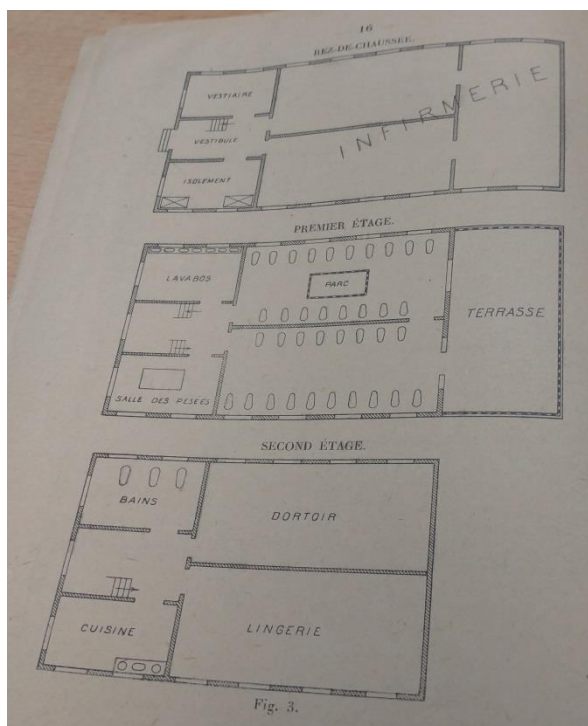 16
REZ-DE-CHAUSSÉE.
VESTIAIRE
VESTIBULE
ISOLEMENT
INFIRMERIE
PREMIER ÉTAGE.
LAVABOS
PARC
TERRASSE
SALLE DES PESÉES
SECOND ÉTAGE.
BAINS
DORTOIR
CUISINE
LINGERIE
Fig. 3.